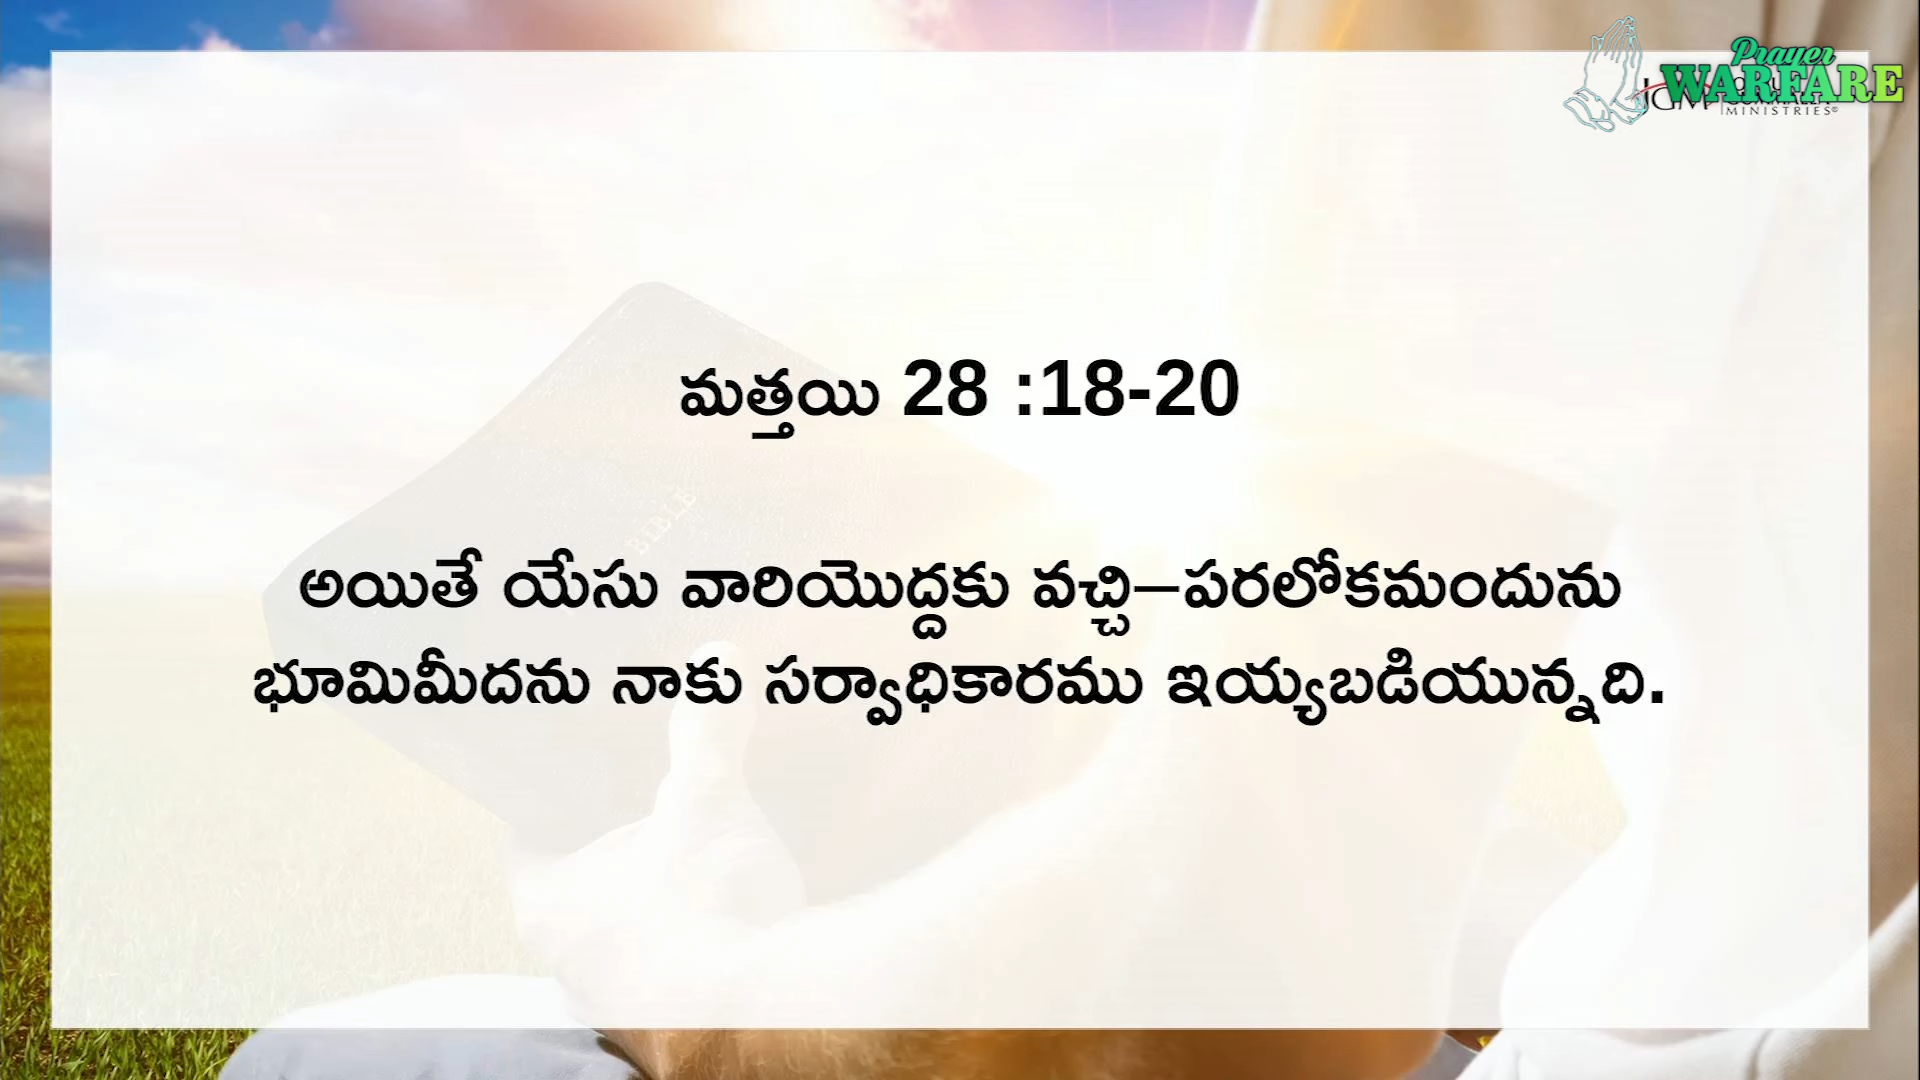 Prayer
WARFARE
MINISTRIES
మత్తయి 28 :18-20
BIBLE
అయితే యేసు వారియొద్దకు వచ్చి–పరలోకమందును
భూమిమీదను నాకు సర్వాధికారము ఇయ్యబడియున్నది.